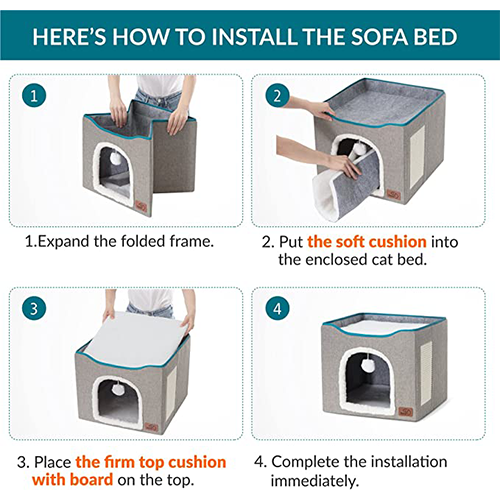 HERE'S HOW TO INSTALL THE SOFA BED
1
1.Expand the folded frame.
2
2. Put the soft cushion into
the enclosed cat bed.
3
3. Place the firm top cushion
with board on the top.
4
4. Complete the installation
immediately.